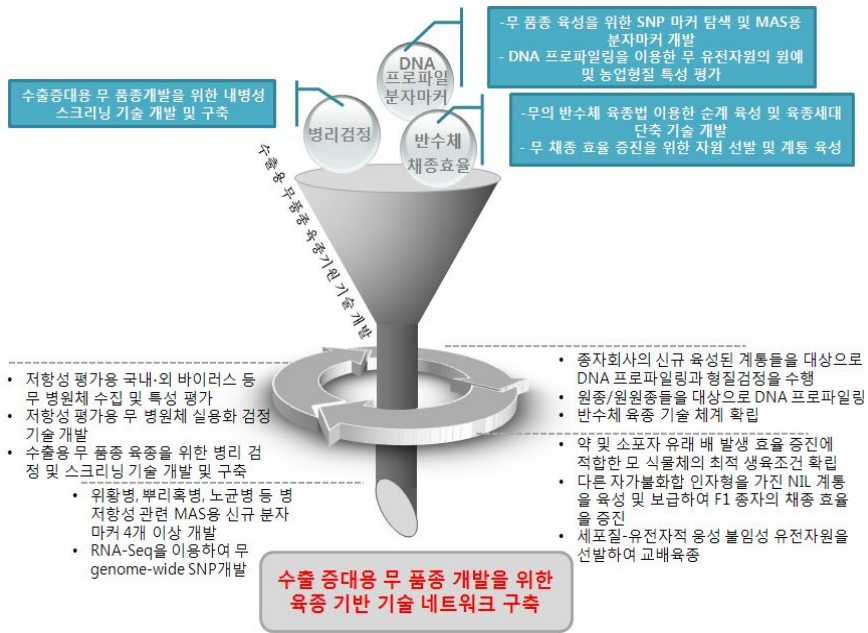 -무 품종 육성을 위한 SNP 마커 탐색 및 MAS용
분자마커 개발
- DNA 프로파일링을 이용한 무 유전자원의 원예
및 농업형질 특성 평가
수출증대용 무 품종개발을 위한 내병성
스크리닝 기술 개발 및 구축
DNA
프로파일
분자마커
병리검정
반수체
채종효율
-무의 반수체 육종법 이용한 순계 육성 및 육종세대
단축 기술 개발
- 무 채종 효율 증진을 위한 자원 선발 및 계통 육성
수출용 무품종 육종기원 기술 개발
• 저항성 평가용 국내·외 바이러스 등
무 병원체 수집 및 특성 평가
• 저항성 평가용 무 병원체 실용화 검정
기술 개발
• 수출용 무 품종 육종을 위한 병리 검
정 및 스크리닝 기술 개발 및 구축
• 위황병, 뿌리혹병, 노균병 등 병
저항성 관련 MAS용 신규 분자
마커 4개 이상 개발
• RNA-Seq을 이용하여 무
genome-wide SNP개발
• 종자회사의 신규 육성된 계통들을 대상으로
DNA 프로파일링과 형질검정을 수행
• 원종/원원종들을 대상으로 DNA 프로파일링
• 반수체 육종 기술 체계 확립
• 약 및 소포자 유래 배 발생 효율 증진에
적합한 모 식물체의 최적 생육조건 확립
• 다른 자가불화합 인자형을 가진 NIL 계통
을 육성 및 보급하여 F1 종자의 채종 효율
을 증진
• 세포질-유전자적 웅성 불임성 유전자원을
선발하여 교배육종
수출 증대용 무 품종 개발을 위한
육종 기반 기술 네트워크 구축